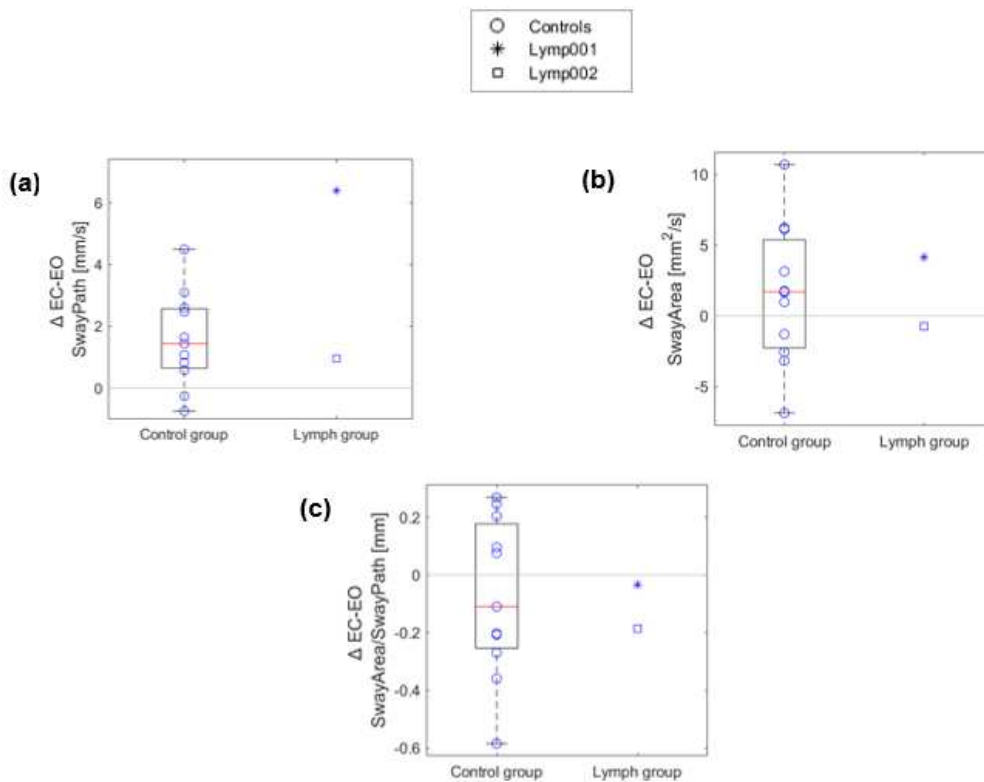 Controls
Lymp001
Lymp002
(a)
Δ EC-EO
SwayPath [mm/s]
6
4
2
0
Control group
Lymph group
(b)
Δ EC-EO
SwayArea [mm²/s]
10
5
0
-5
Control group
Lymph group
(c)
Δ EC-EO
SwayArea/SwayPath [mm]
0.2
0
-0.2
-0.4
-0.6
Control group
Lymph group